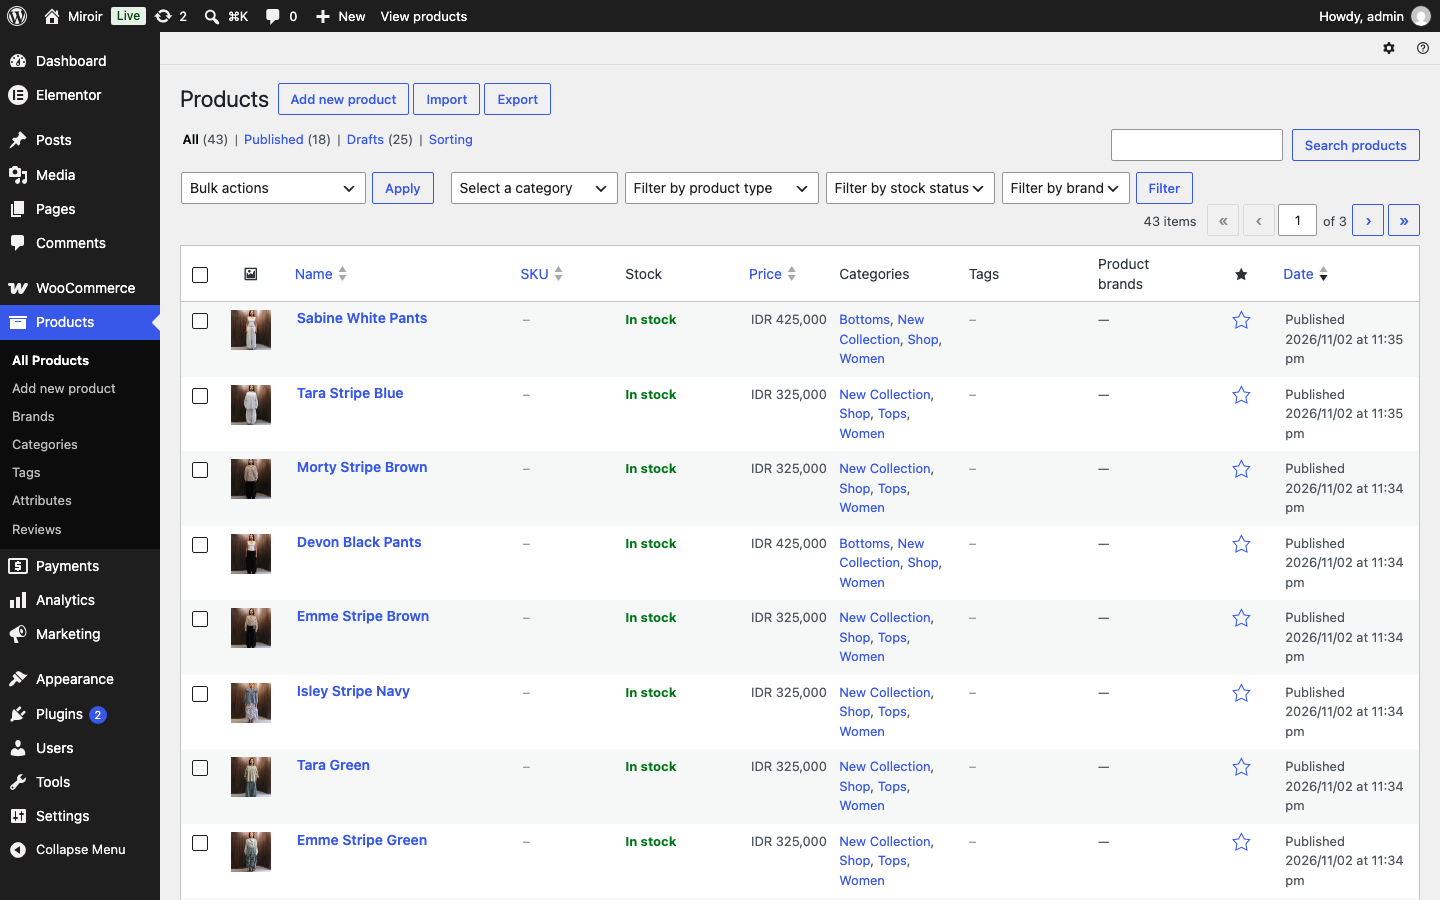 Miroir Live 2 ⌘K 0 New View products Howdy, admin
Dashboard
Elementor
Posts
Media
Pages
Comments
WooCommerce
Products
All Products
Add new product
Brands
Categories
Tags
Attributes
Reviews
Payments
Analytics
Marketing
Appearance
Plugins 2
Users
Tools
Settings
Collapse Menu
Products Add new product Import Export
All (43) | Published (18) | Drafts (25) | Sorting
Search products
Bulk actions Apply Select a category Filter by product type Filter by stock status Filter by brand Filter
43 items « ‹ 1 of 3 › »
Name SKU Stock Price Categories Tags Product brands Date
Sabine White Pants – In stock IDR 425,000 Bottoms, New – — Published
Collection, Shop, 2026/11/02 at 11:35
Women pm
Tara Stripe Blue – In stock IDR 325,000 New Collection, – — Published
Shop, Tops, 2026/11/02 at 11:35
Women pm
Morty Stripe Brown – In stock IDR 325,000 New Collection, – — Published
Shop, Tops, 2026/11/02 at 11:34
Women pm
Devon Black Pants – In stock IDR 425,000 Bottoms, New – — Published
Collection, Shop, 2026/11/02 at 11:34
Women pm
Emme Stripe Brown – In stock IDR 325,000 New Collection, – — Published
Shop, Tops, 2026/11/02 at 11:34
Women pm
Isley Stripe Navy – In stock IDR 325,000 New Collection, – — Published
Shop, Tops, 2026/11/02 at 11:34
Women pm
Tara Green – In stock IDR 325,000 New Collection, – — Published
Shop, Tops, 2026/11/02 at 11:34
Women pm
Emme Stripe Green – In stock IDR 325,000 New Collection, – — Published
Shop, Tops, 2026/11/02 at 11:34
Women pm